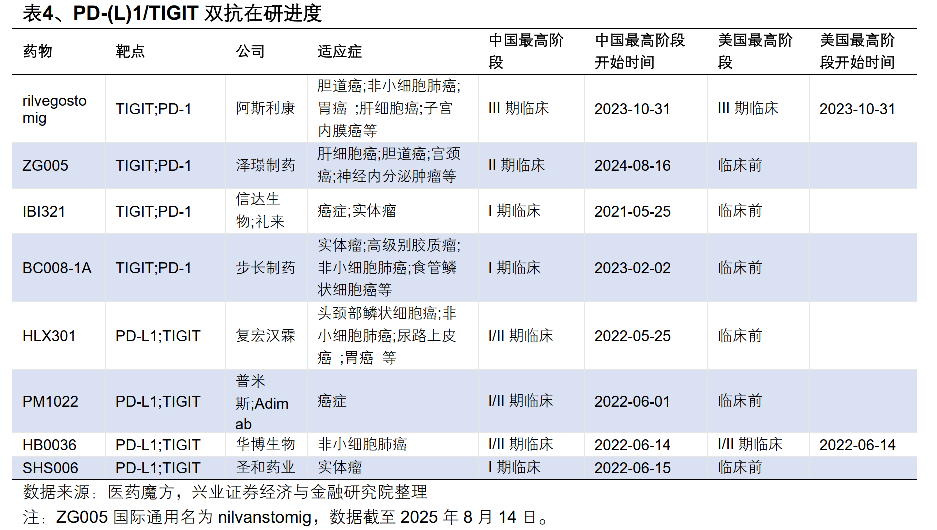 表4、PD-(L)1/TIGIT 双抗在研进度
药物 靶点 公司 适应症 中国最高阶段 中国最高阶段开始时间 美国最高阶段 美国最高阶段开始时间
rilvegostomig TIGIT;PD-1 阿斯利康 胆道癌;非小细胞肺癌;胃癌 ;肝细胞癌;子宫内膜癌等 III 期临床 2023-10-31 III 期临床 2023-10-31
ZG005 TIGIT;PD-1 泽璟制药 肝细胞癌;胆道癌;宫颈癌;神经内分泌肿瘤等 II 期临床 2024-08-16 临床前
IBI321 TIGIT;PD-1 信达生物;礼来 癌症;实体瘤 I 期临床 2021-05-25 临床前
BC008-1A TIGIT;PD-1 步长制药 实体瘤;高级别胶质瘤;非小细胞肺癌;食管鳞状细胞癌等 I 期临床 2023-02-02 临床前
HLX301 PD-L1;TIGIT 复宏汉霖 头颈部鳞状细胞癌;非小细胞肺癌;尿路上皮癌 ;胃癌 等 I/II 期临床 2022-05-25 临床前
PM1022 PD-L1;TIGIT 普米斯;Adimab 癌症 I/II 期临床 2022-06-01 临床前
HB0036 PD-L1;TIGIT 华博生物 非小细胞肺癌 I/II 期临床 2022-06-14 I/II 期临床 2022-06-14
SHS006 PD-L1;TIGIT 圣和药业 实体瘤 I 期临床 2022-06-15 临床前
数据来源：医药魔方，兴业证券经济与金融研究院整理
注：ZG005 国际通用名为 nilvanstomig，数据截至 2025 年 8 月 14 日。